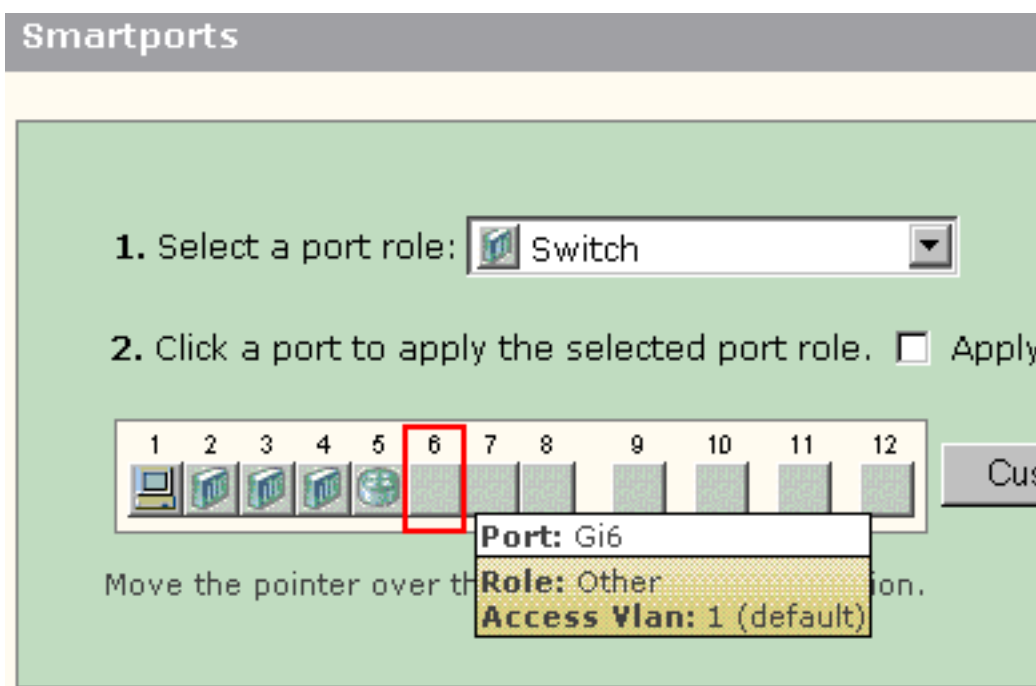 Smartports
1. Select a port role: Switch
2. Click a port to apply the selected port role. Apply
1 2 3 4 5 6 7 8 9 10 11 12
Port: Gi6
Role: Other
Access Vlan: 1 (default)
Move the pointer over